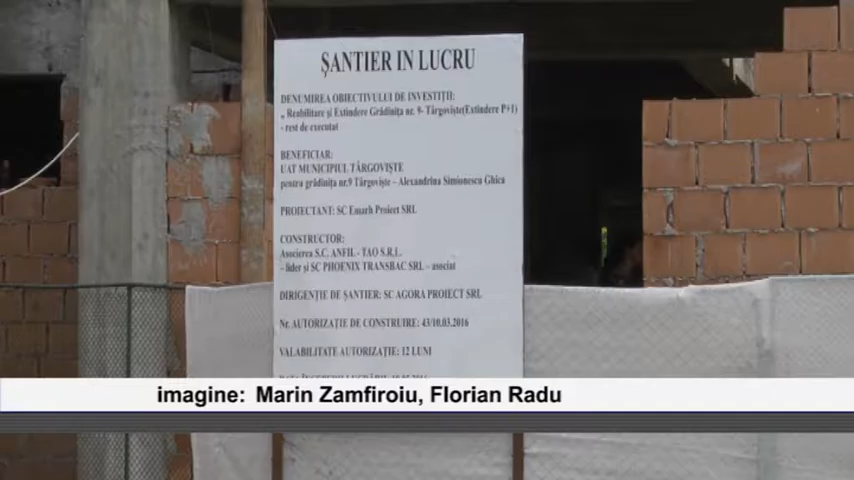 ŞANTIER IN LUCRU
DENUMIREA OBIECTIVULUI DE INVESTIŢII:
„ Reabilitare şi Extindere Grădiniţa nr. 9- Târgovişte(Extindere P+1)
- rest de executat
BENEFICIAR:
UAT MUNICIPIUL TÂRGOVIŞTE
pentru grădiniţa nr.9 Târgovişte – Alexandrina Simionescu Ghica
PROIECTANT: SC Emarh Proiect SRL
CONSTRUCTOR:
Asocierea S.C. ANFIL - TAO S.R.L.
– lider şi SC PHOENIX TRANSBAC SRL – asociat
DIRIGENŢIE DE ŞANTIER: SC AGORA PROIECT SRL
Nr. AUTORIZAŢIE DE CONSTRUIRE: 43/10.03.2016
VALABILITATE AUTORIZAŢIE: 12 LUNI
imagine: Marin Zamfiroiu, Florian Radu